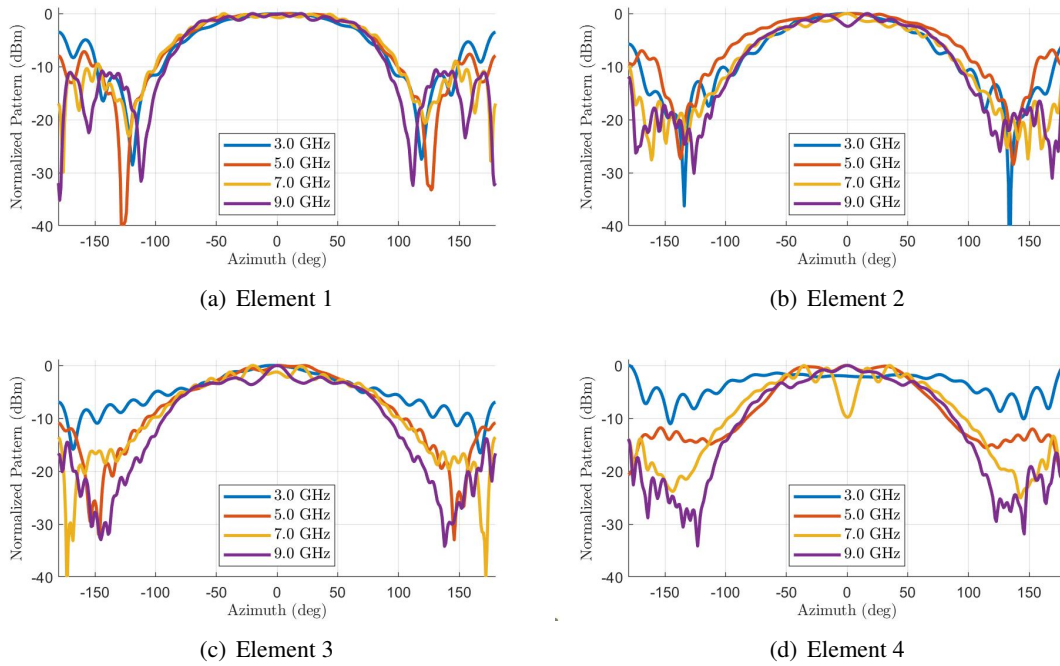 0
-10
-20
-30
-40
Normalized Pattern (dBm)
3.0 GHz
5.0 GHz
7.0 GHz
9.0 GHz
-150 -100 -50 0 50 100 150
Azimuth (deg)
(a) Element 1
0
-10
-20
-30
-40
Normalized Pattern (dBm)
3.0 GHz
5.0 GHz
7.0 GHz
9.0 GHz
-150 -100 -50 0 50 100 150
Azimuth (deg)
(b) Element 2
0
-10
-20
-30
-40
Normalized Pattern (dBm)
3.0 GHz
5.0 GHz
7.0 GHz
9.0 GHz
-150 -100 -50 0 50 100 150
Azimuth (deg)
(c) Element 3
0
-10
-20
-30
-40
Normalized Pattern (dBm)
3.0 GHz
5.0 GHz
7.0 GHz
9.0 GHz
-150 -100 -50 0 50 100 150
Azimuth (deg)
(d) Element 4